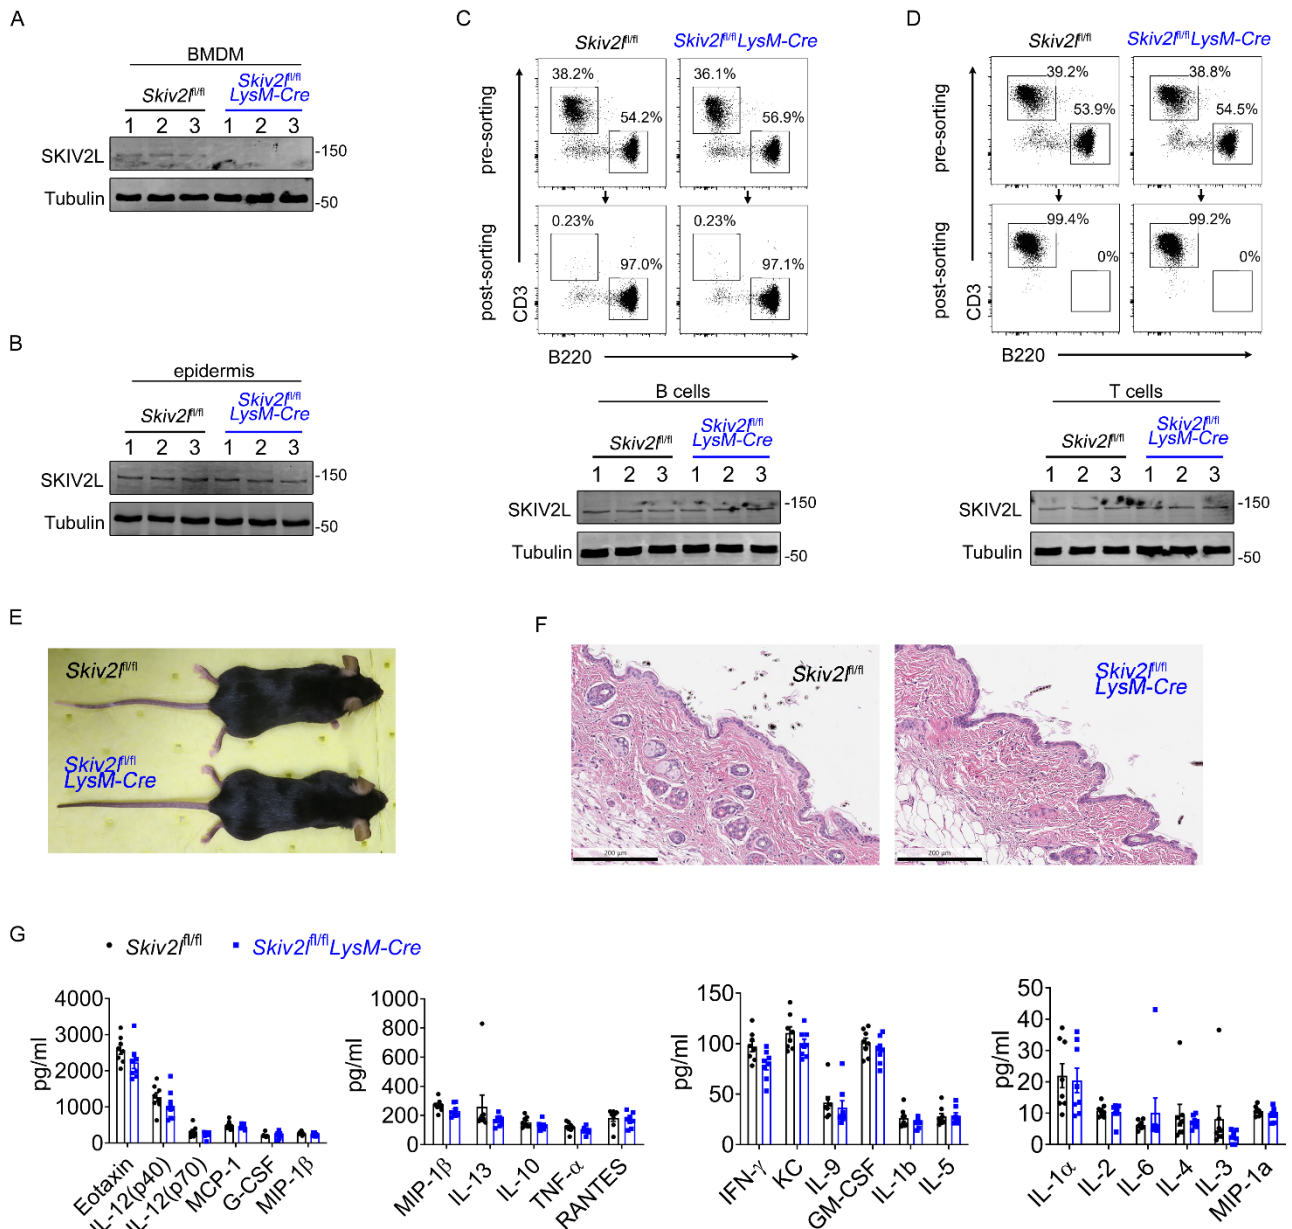 A
BMDM
Skiv2l^fl/fl
Skiv2l^fl/fl
LysM-Cre
1 2 3 1 2 3
SKIV2L
-150
Tubulin
-50
B
epidermis
Skiv2l^fl/fl
Skiv2l^fl/fl
LysM-Cre
1 2 3 1 2 3
SKIV2L
-150
Tubulin
-50
C
Skiv2l^fl/fl Skiv2l^fl/fl LysM-Cre
pre-sorting
38.2% 36.1%
54.2% 56.9%
post-sorting
0.23% 0.23%
97.0% 97.1%
CD3
B220
B cells
Skiv2l^fl/fl
Skiv2l^fl/fl
LysM-Cre
1 2 3 1 2 3
SKIV2L
-150
Tubulin
-50
D
Skiv2l^fl/fl Skiv2l^fl/fl LysM-Cre
pre-sorting
39.2% 38.8%
53.9% 54.5%
post-sorting
99.4% 99.2%
0% 0%
CD3
B220
T cells
Skiv2l^fl/fl
Skiv2l^fl/fl
LysM-Cre
1 2 3 1 2 3
SKIV2L
-150
Tubulin
-50
E
Skiv2l^fl/fl
Skiv2l^fl/fl
LysM-Cre
F
Skiv2l^fl/fl
Skiv2l^fl/fl
LysM-Cre
200 µm
200 µm
G
Skiv2l^fl/fl Skiv2l^fl/fl LysM-Cre
pg/ml
4000
3000
2000
1000
0
Eotaxin
IL-12(p40)
IL-12(p70)
MCP-1
G-CSF
MIP-1β
pg/ml
1000
800
600
400
200
0
MIP-1β
IL-13
IL-10
TNF-α
RANTES
pg/ml
150
100
50
0
IFN-γ
KC
IL-9
GM-CSF
IL-1b
IL-5
pg/ml
50
40
30
20
10
0
IL-1α
IL-2
IL-6
IL-4
IL-3
MIP-1a